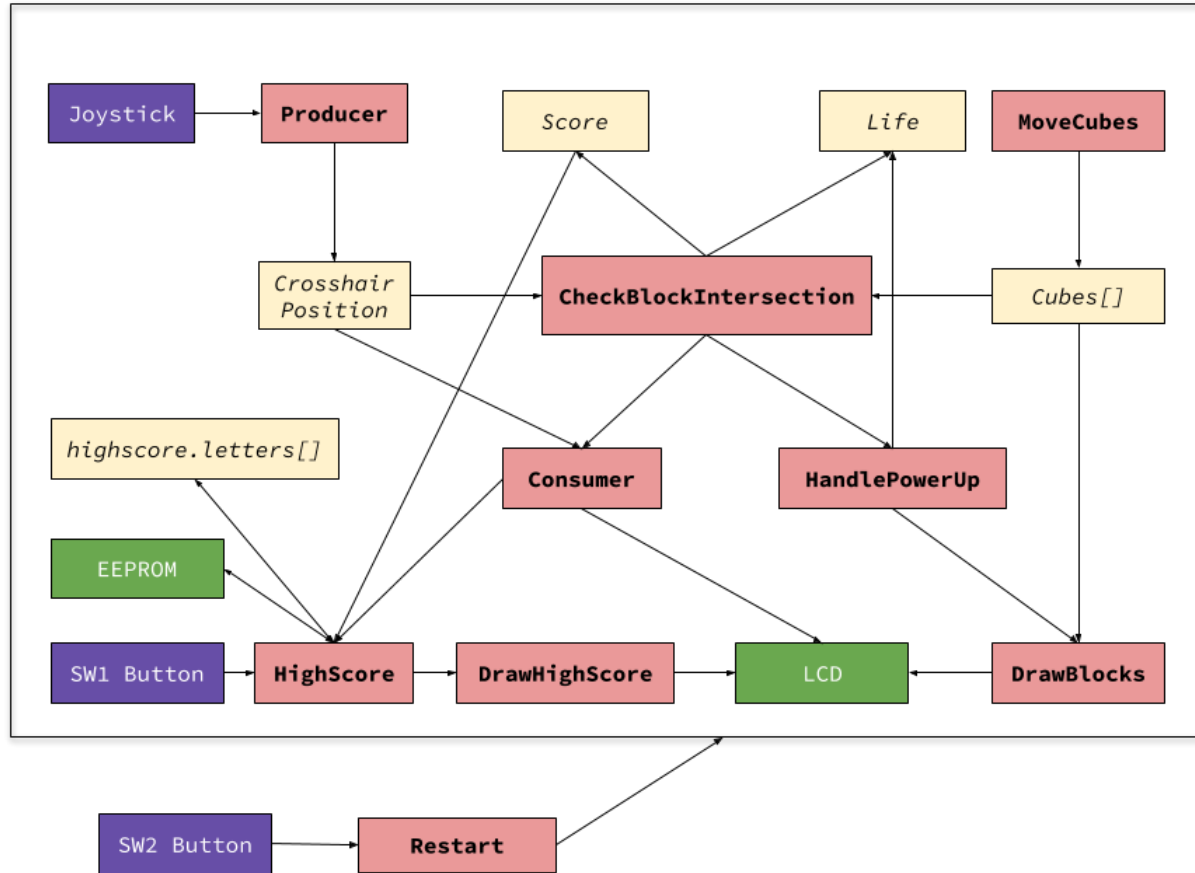 Joystick
Producer
Score
Life
MoveCubes
Crosshair
Position
CheckBlockIntersection
Cubes[]
highscore.letters[]
Consumer
HandlePowerUp
EEPROM
SW1 Button
HighScore
DrawHighScore
LCD
DrawBlocks
SW2 Button
Restart